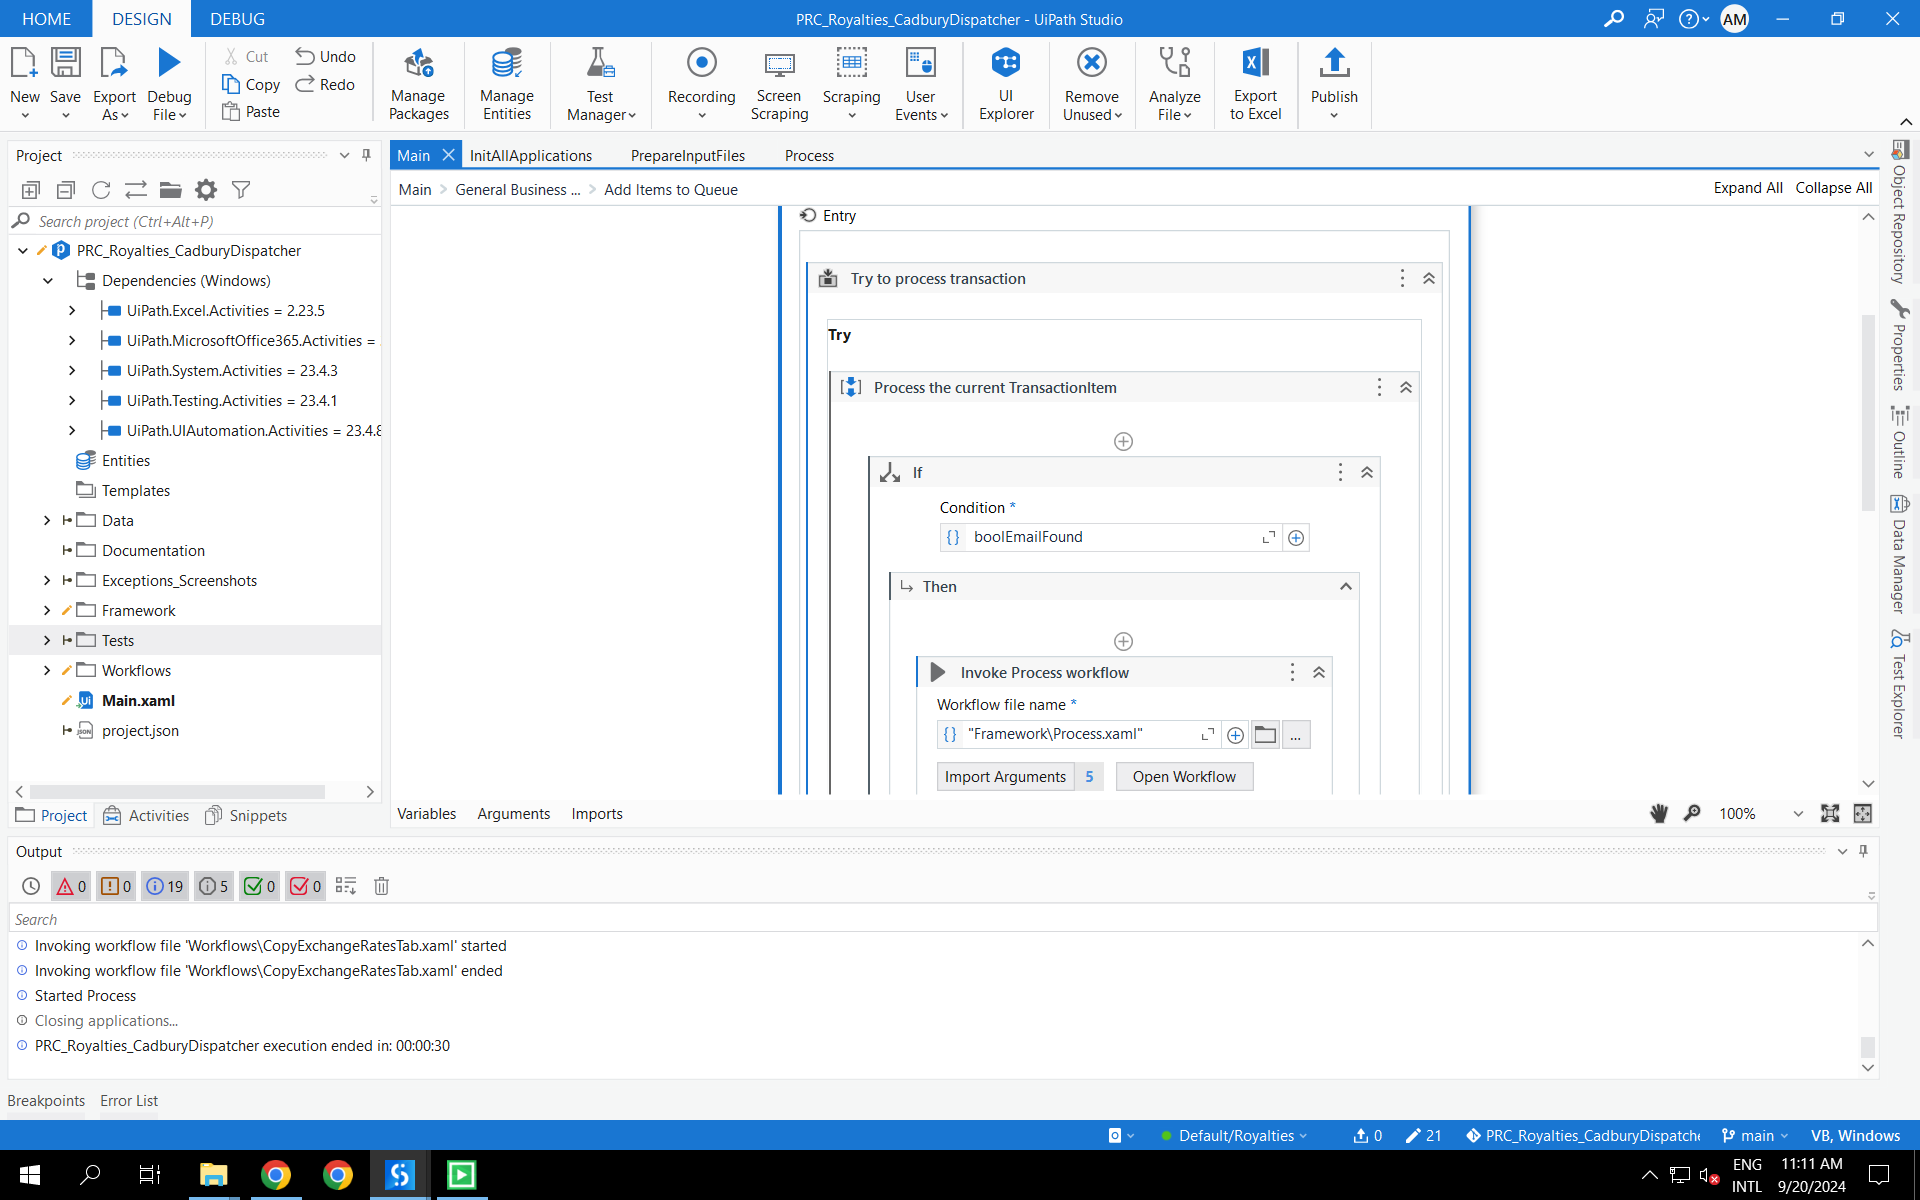 HOME DESIGN DEBUG PRC_Royalties_CadburyDispatcher - UiPath Studio AM
New Save Export As Debug File Cut Copy Paste Undo Redo
Manage Packages Manage Entities Test Manager Recording Screen Scraping Scraping User Events UI Explorer Remove Unused Analyze File Export to Excel Publish
Project
Search project (Ctrl+Alt+P)
PRC_Royalties_CadburyDispatcher
Dependencies (Windows)
UiPath.Excel.Activities = 2.23.5
UiPath.MicrosoftOffice365.Activities =
UiPath.System.Activities = 23.4.3
UiPath.Testing.Activities = 23.4.1
UiPath.UIAutomation.Activities = 23.4.8
Entities
Templates
Data
Documentation
Exceptions_Screenshots
Framework
Tests
Workflows
Main.xaml
project.json
Project Activities Snippets
Main InitAllApplications PrepareInputFiles Process
Main > General Business ... > Add Items to Queue
Expand All Collapse All
Entry
Try to process transaction
Try
Process the current TransactionItem
If
Condition *
{} boolEmailFound
Then
Invoke Process workflow
Workflow file name *
{} "Framework\Process.xaml" ...
Import Arguments 5 Open Workflow
Variables Arguments Imports 100%
Object Repository
Properties
Outline
Data Manager
Test Explorer
Output
0 0 19 5 0 0
Search
Invoking workflow file 'Workflows\CopyExchangeRatesTab.xaml' started
Invoking workflow file 'Workflows\CopyExchangeRatesTab.xaml' ended
Started Process
Closing applications...
PRC_Royalties_CadburyDispatcher execution ended in: 00:00:30
Breakpoints Error List
Default/Royalties 0 21 PRC_Royalties_CadburyDispatche main VB, Windows
ENG 11:11 AM
INTL 9/20/2024